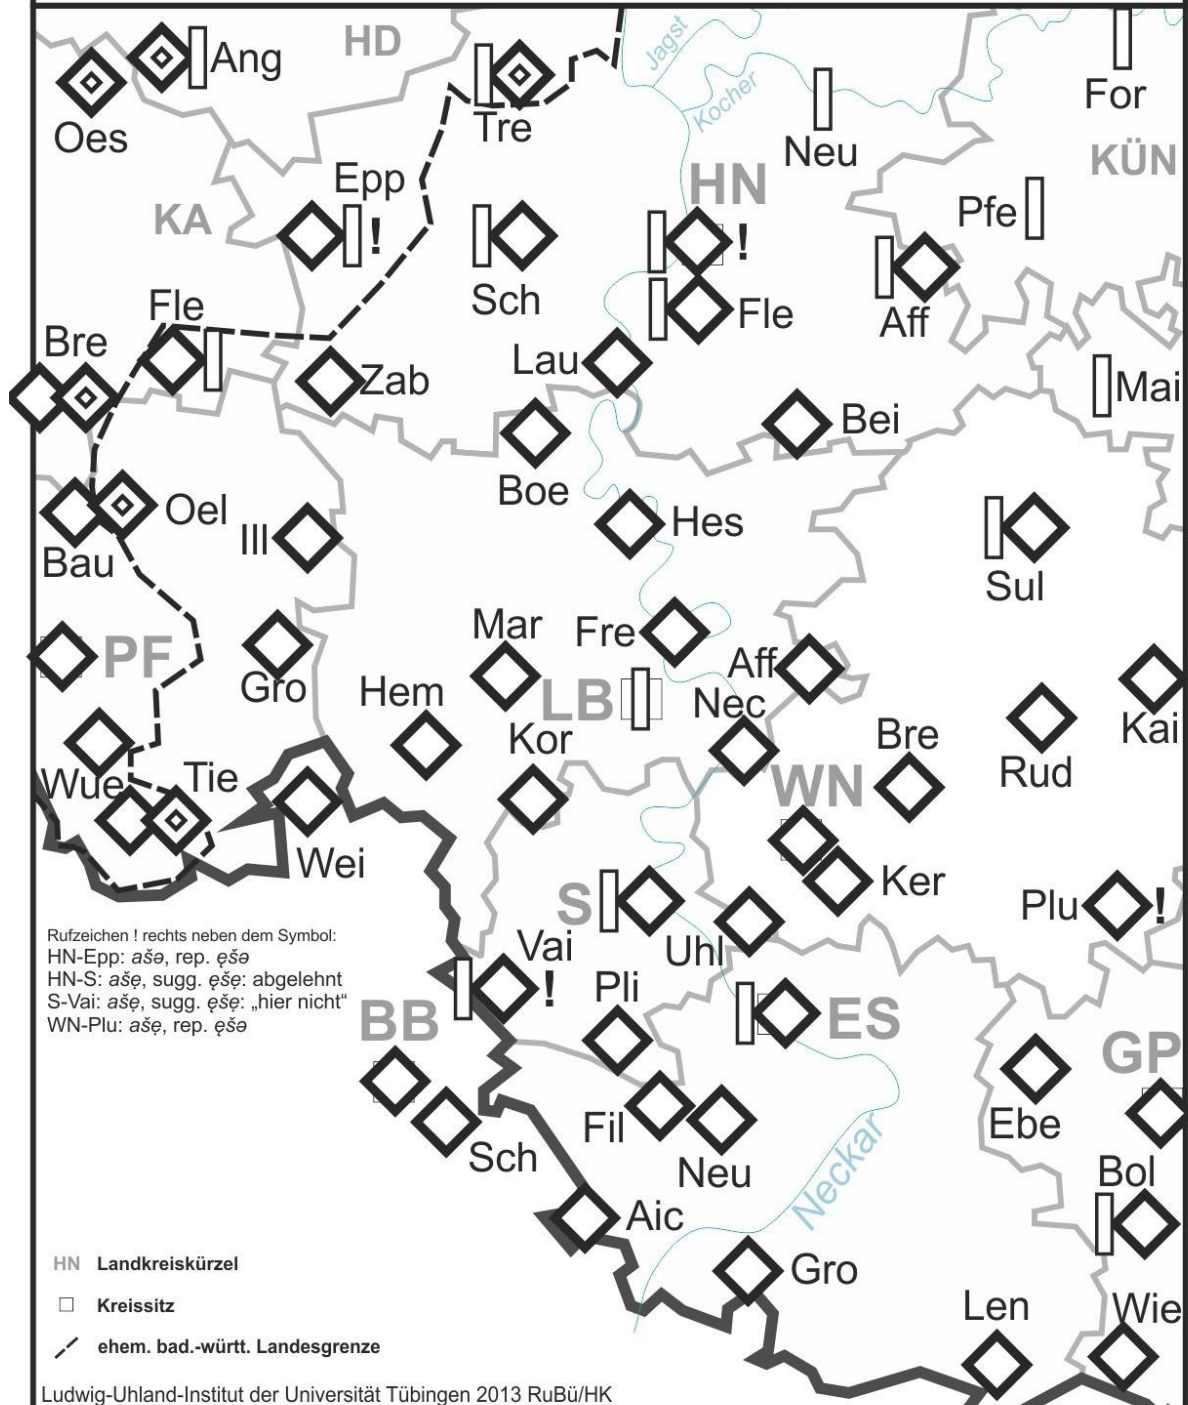 Ang
HD
Jagst
Oes
Tre
Kocher
Neu
For
KÜN
Epp
HN
KA
!
Pfe
!
Sch
Fle
Fle
Aff
Bre
Lau
Zab
Mai
Bei
Boe
Oel
Hes
Ill
Bau
Sul
Mar
Fre
PF
Aff
Gro
Hem
LB
Nec
Kai
Kor
Bre
Rud
Wue
Tie
WN
Wei
Ker
S
Plu !
Rufzeichen ! rechts neben dem Symbol:
HN-Epp: ašə, rep. ęšə
HN-S: ašę, sugg. ęšę: abgelehnt
S-Vai: ašę, sugg. ęšę: „hier nicht“
WN-Plu: ašę, rep. ęšə
Vai
!
Uhl
Pli
BB
ES
GP
Fil
Ebe
Sch
Neu
Neckar
Bol
Aic
Gro
Len
Wie
HN Landkreiskürzel
Kreissitz
ehem. bad.-württ. Landesgrenze
Ludwig-Uhland-Institut der Universität Tübingen 2013 RuBü/HK